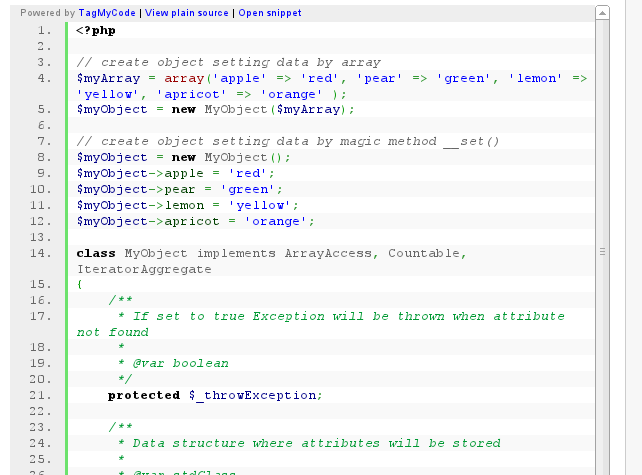 Powered by TagMyCode | View plain source | Open snippet
1. <?php
2.
3. // create object setting data by array
4. $myArray = array('apple' => 'red', 'pear' => 'green', 'lemon' =>
'yellow', 'apricot' => 'orange' );
5. $myObject = new MyObject($myArray);
6.
7. // create object setting data by magic method __set()
8. $myObject = new MyObject();
9. $myObject->apple = 'red';
10. $myObject->pear = 'green';
11. $myObject->lemon = 'yellow';
12. $myObject->apricot = 'orange';
13.
14. class MyObject implements ArrayAccess, Countable,
IteratorAggregate
15. {
16. /**
17. * If set to true Exception will be thrown when attribute
not found
18. *
19. * @var boolean
20. */
21. protected $_throwException;
22.
23. /**
24. * Data structure where attributes will be stored
25. *
26. * @var stdClass